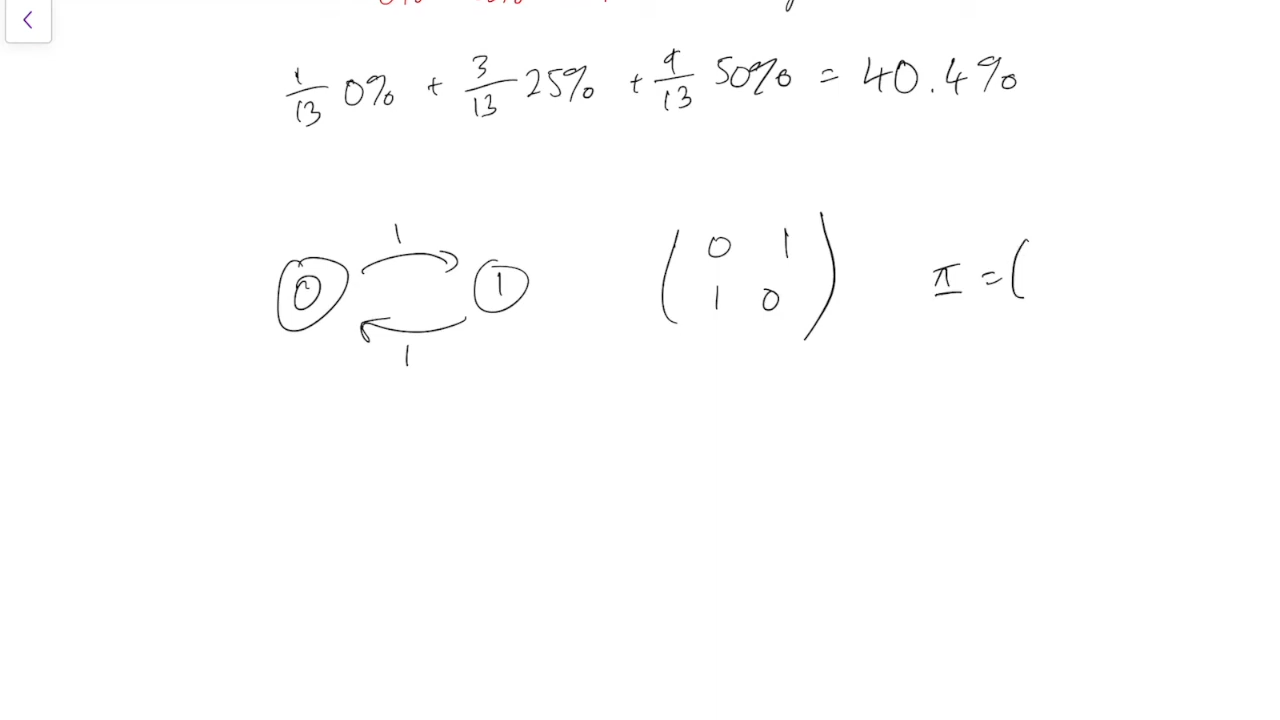 1/13 0% + 3/13 25% + 9/13 50% = 40.4%
1
0 1 ( 0 1 ) π = (
1 0
1